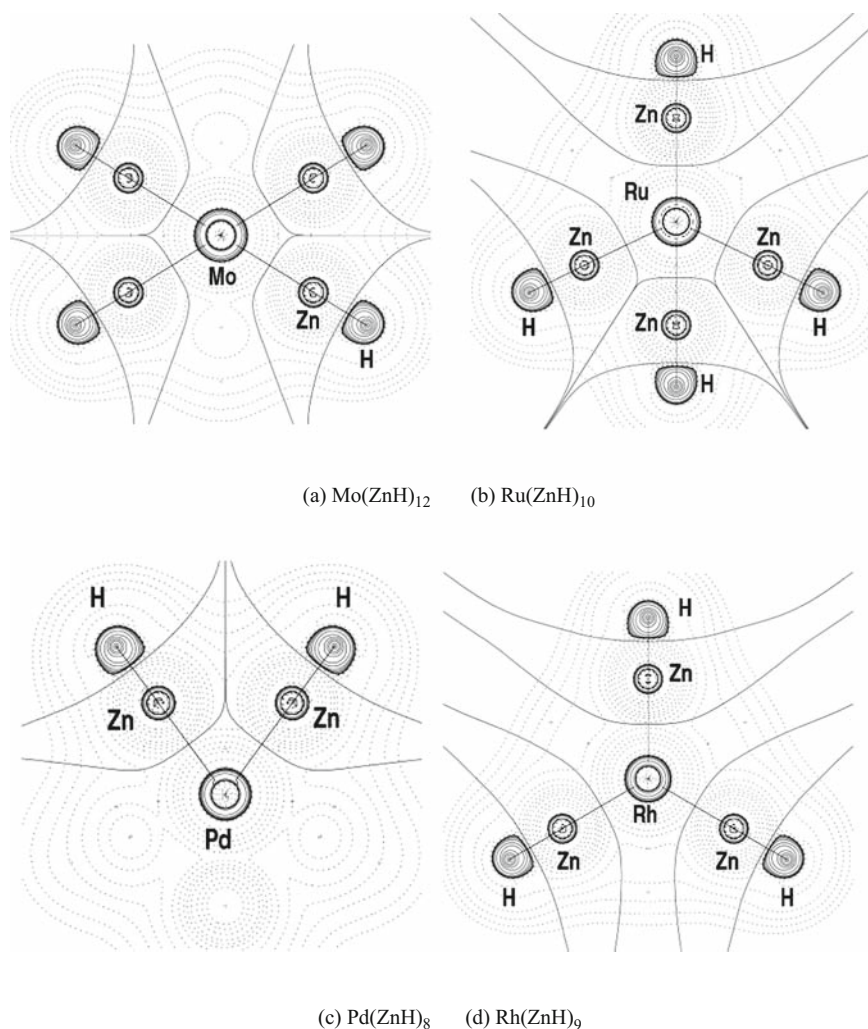 H
Zn
Ru
Zn
Zn
H
H
Zn
H
Mo
Zn
H
(a) Mo(ZnH)12 (b) Ru(ZnH)10
H
H
Zn
Zn
Pd
H
Zn
Rh
Zn
Zn
H
H
(c) Pd(ZnH)8 (d) Rh(ZnH)9